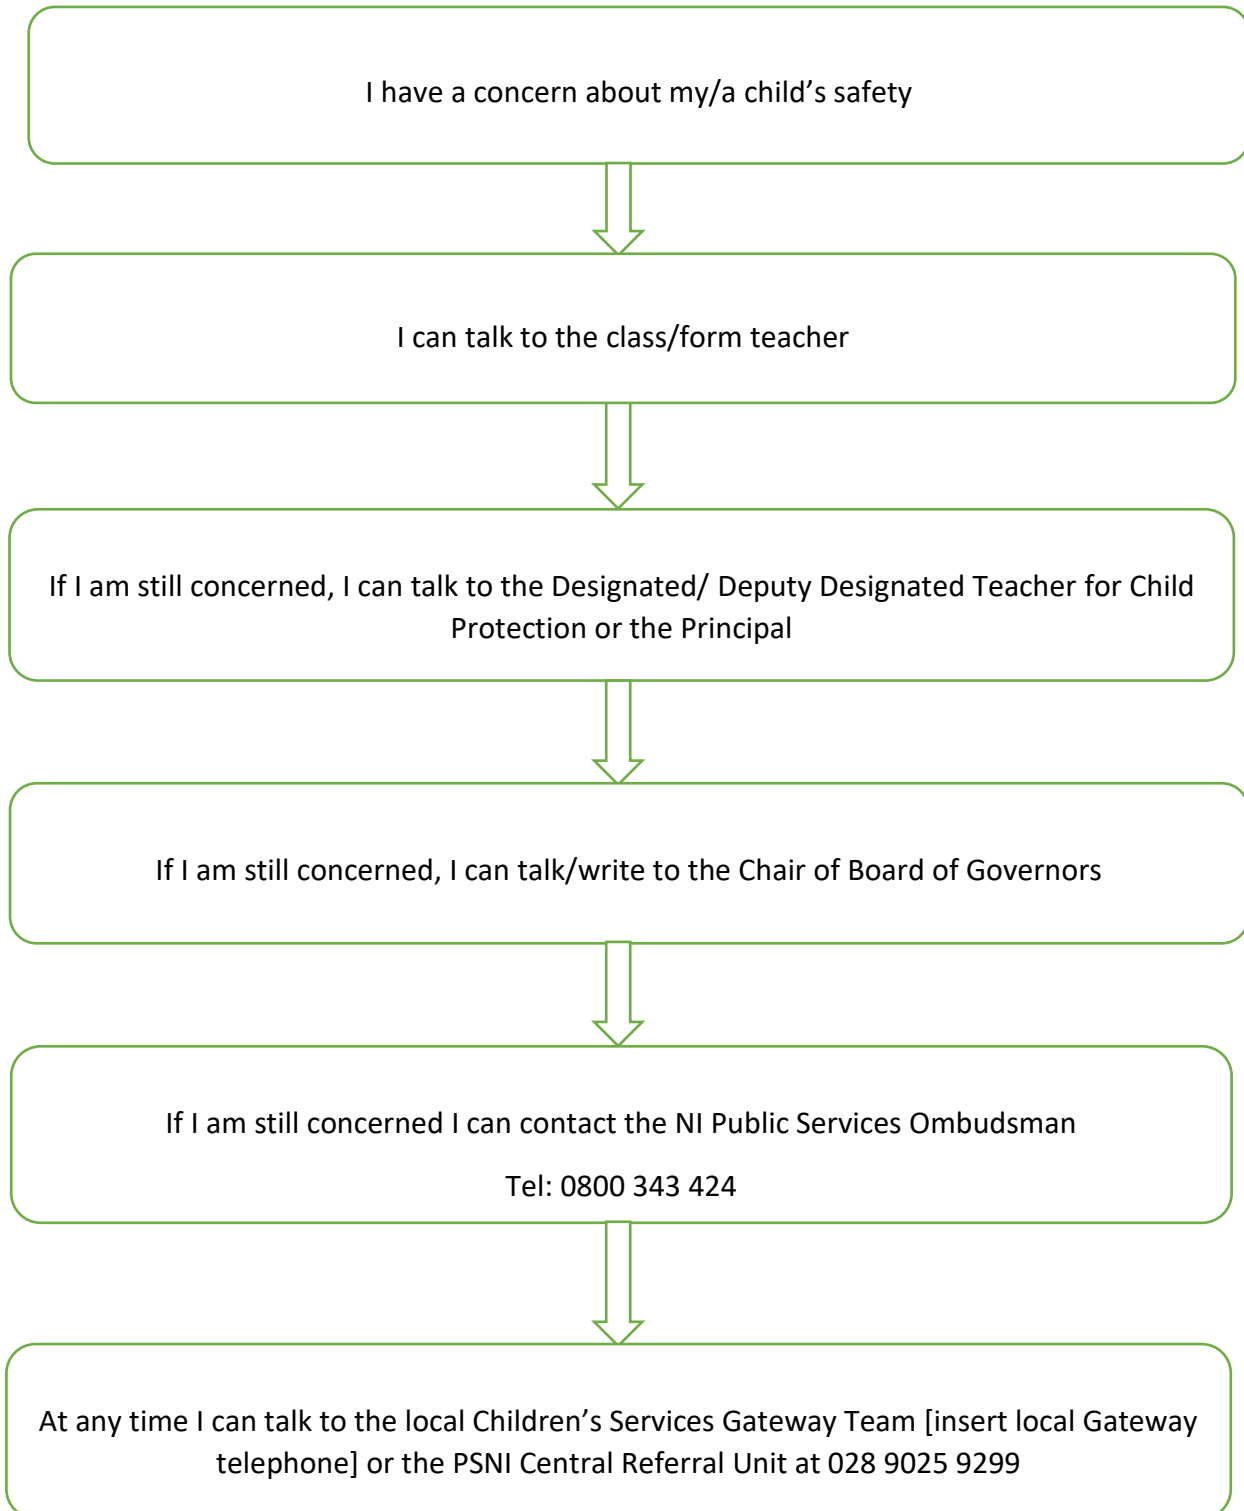 I have a concern about my/a child’s safety
I can talk to the class/form teacher
If I am still concerned, I can talk to the Designated/ Deputy Designated Teacher for Child
Protection or the Principal
If I am still concerned, I can talk/write to the Chair of Board of Governors
If I am still concerned I can contact the NI Public Services Ombudsman
Tel: 0800 343 424
At any time I can talk to the local Children’s Services Gateway Team [insert local Gateway
telephone] or the PSNI Central Referral Unit at 028 9025 9299